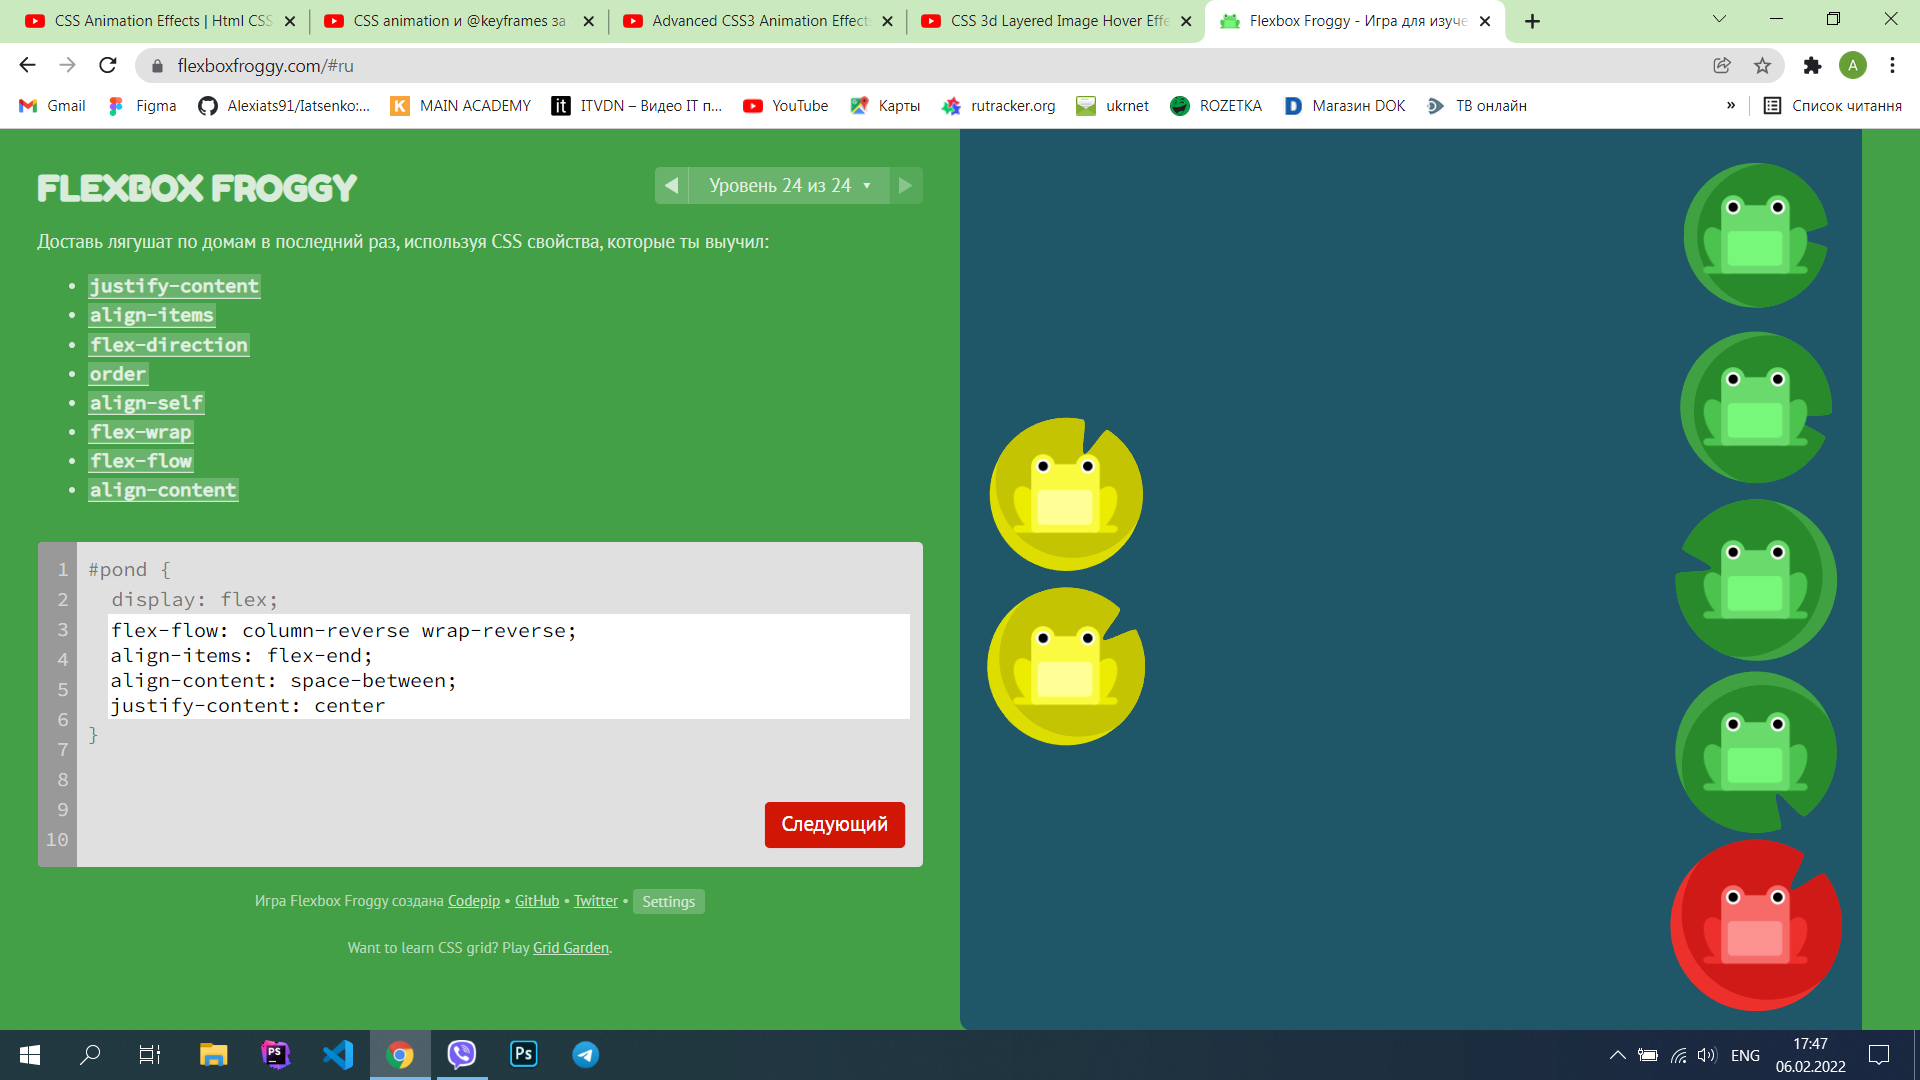 CSS Animation Effects | Html CSS
CSS animation и @keyframes за
Advanced CSS3 Animation Effects
CSS 3d Layered Image Hover Effe
Flexbox Froggy - Игра для изуче
flexboxfroggy.com/#ru
A
Gmail
Figma
Alexiats91/Iatsenko:...
MAIN ACADEMY
ITVDN – Видео IT п...
YouTube
Карты
rutracker.org
ukrnet
ROZETKA
Магазин DOK
ТВ онлайн
»
Список читання
FLEXBOX FROGGY
Уровень 24 из 24
Доставь лягушат по домам в последний раз, используя CSS свойства, которые ты выучил:
• justify-content
• align-items
• flex-direction
• order
• align-self
• flex-wrap
• flex-flow
• align-content
1 #pond {
2 display: flex;
3 flex-flow: column-reverse wrap-reverse;
4 align-items: flex-end;
5 align-content: space-between;
6 justify-content: center
7 }
8
9
10
Следующий
Игра Flexbox Froggy создана Codepip • GitHub • Twitter • Settings
Want to learn CSS grid? Play Grid Garden.
PS
Ps
ENG
17:47
06.02.2022